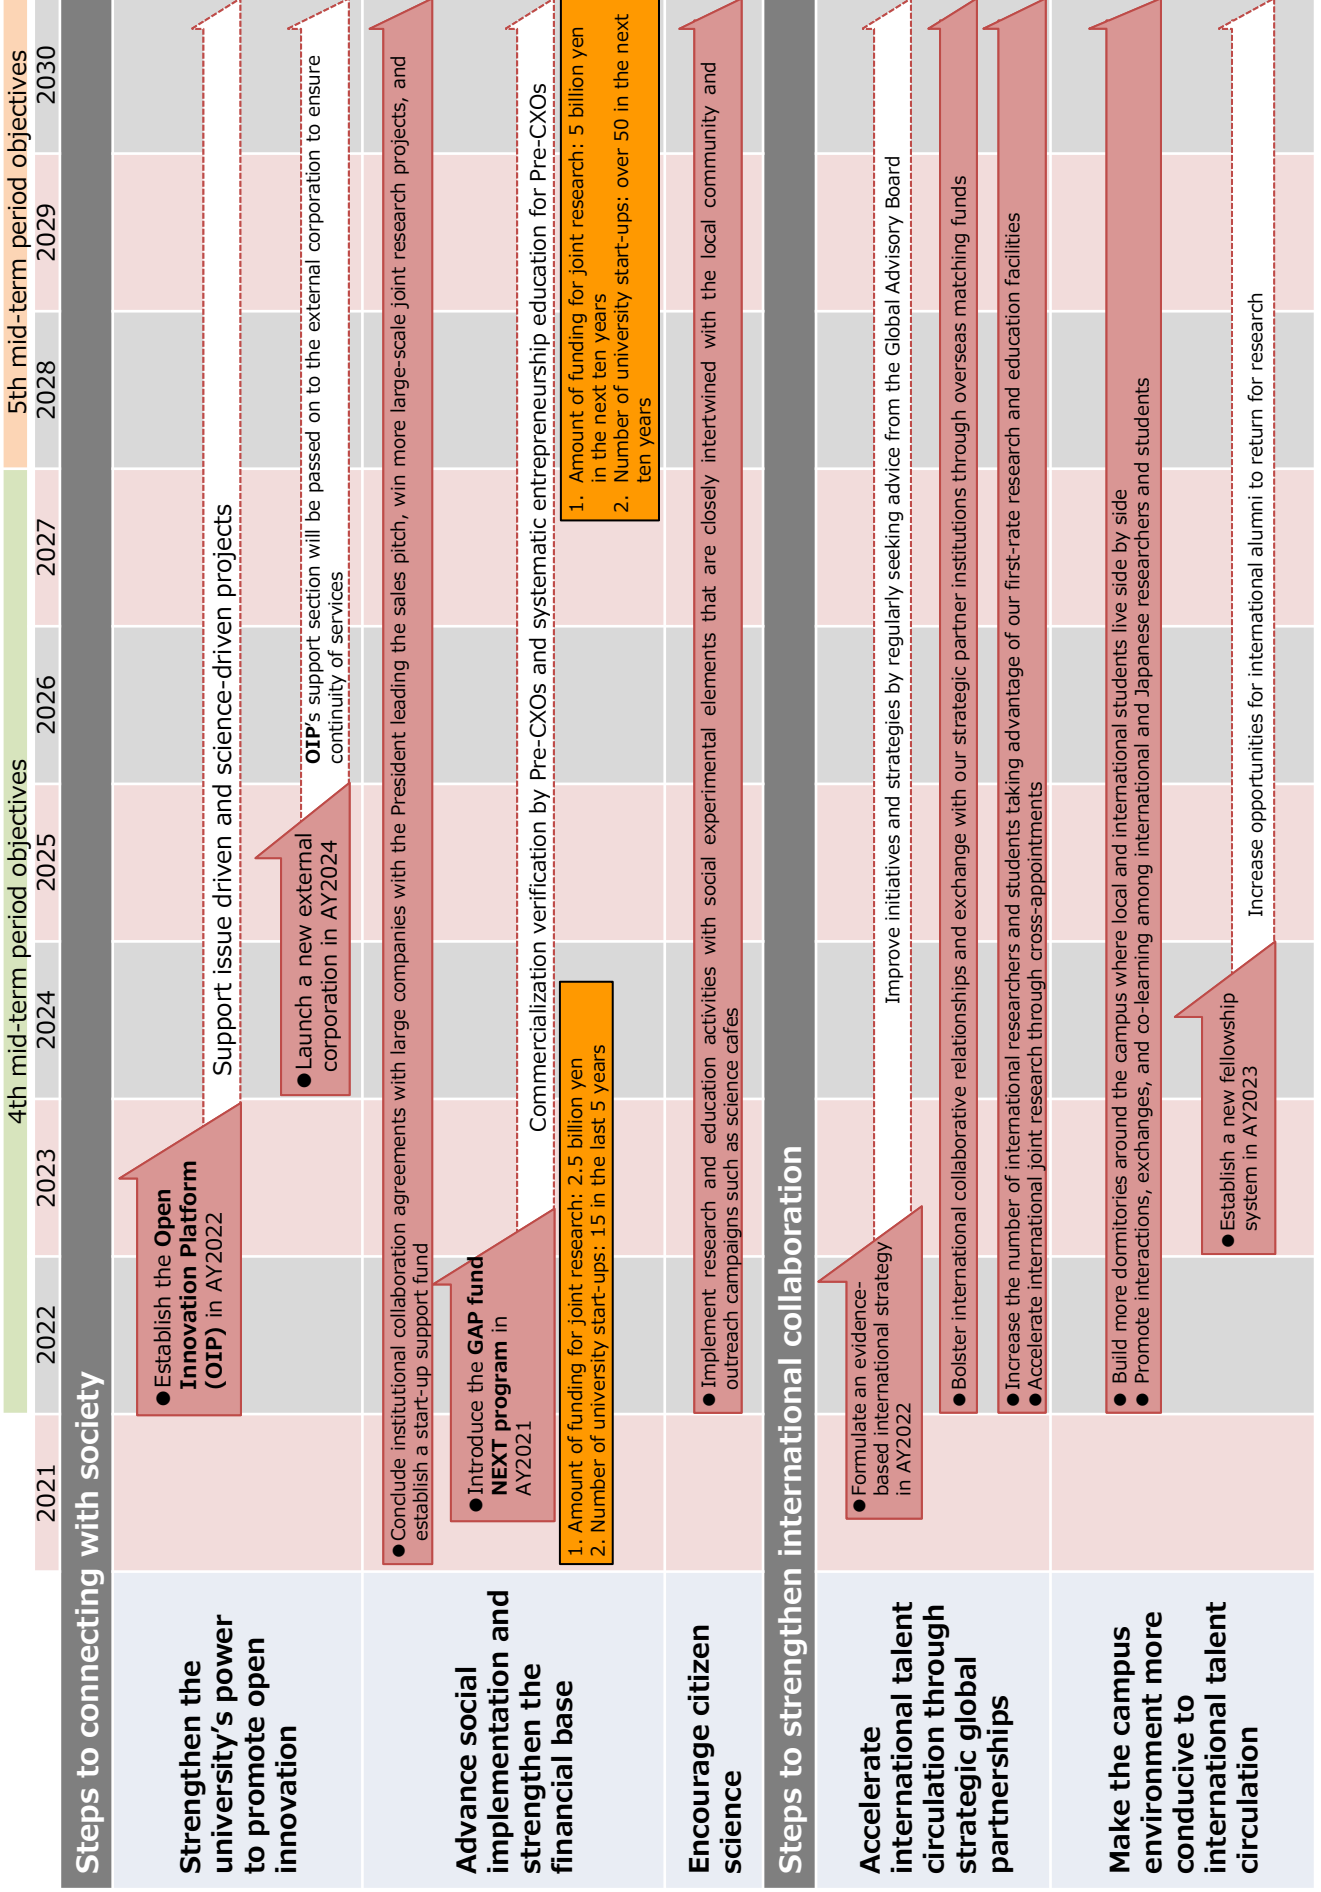 4th mid-term period objectives
5th mid-term period objectives
2021
2022
2023
2024
2025
2026
2027
2028
2029
2030
Steps to connecting with society
Strengthen the
university’s power
to promote open
innovation
● Establish the Open
Innovation Platform
(OIP) in AY2022
Support issue driven and science-driven projects
● Launch a new external
corporation in AY2024
OIP’s support section will be passed on to the external corporation to ensure
continuity of services
Advance social
implementation and
strengthen the
financial base
● Conclude institutional collaboration agreements with large companies with the President leading the sales pitch, win more large-scale joint research projects, and
establish a start-up support fund
● Introduce the GAP fund
NEXT program in
AY2021
Commercialization verification by Pre-CXOs and systematic entrepreneurship education for Pre-CXOs
1. Amount of funding for joint research: 2.5 billion yen
2. Number of university start-ups: 15 in the last 5 years
1. Amount of funding for joint research: 5 billion yen
in the next ten years
2. Number of university start-ups: over 50 in the next
ten years
Encourage citizen
science
● Implement research and education activities with social experimental elements that are closely intertwined with the local community and
outreach campaigns such as science cafes
Steps to strengthen international collaboration
Accelerate
international talent
circulation through
strategic global
partnerships
● Formulate an evidence-
based international strategy
in AY2022
Improve initiatives and strategies by regularly seeking advice from the Global Advisory Board
● Bolster international collaborative relationships and exchange with our strategic partner institutions through overseas matching funds
● Increase the number of international researchers and students taking advantage of our first-rate research and education facilities
● Accelerate international joint research through cross-appointments
Make the campus
environment more
conducive to
international talent
circulation
● Build more dormitories around the campus where local and international students live side by side
● Promote interactions, exchanges, and co-learning among international and Japanese researchers and students
● Establish a new fellowship
system in AY2023
Increase opportunities for international alumni to return for research